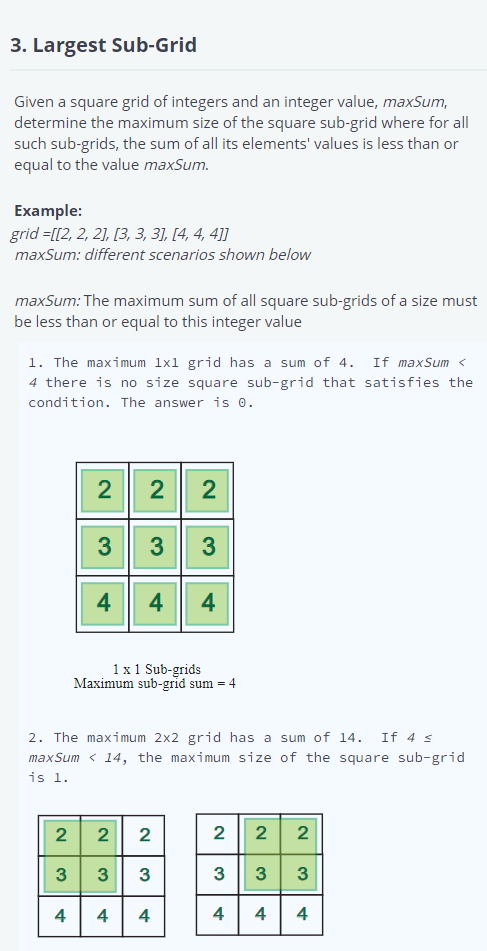 3. Largest Sub-Grid
Given a square grid of integers and an integer value, maxSum,
determine the maximum size of the square sub-grid where for all
such sub-grids, the sum of all its elements' values is less than or
equal to the value maxSum.
Example:
grid =[[2, 2, 2], [3, 3, 3], [4, 4, 4]]
maxSum: different scenarios shown below
maxSum: The maximum sum of all square sub-grids of a size must
be less than or equal to this integer value
1. The maximum 1x1 grid has a sum of 4. If maxSum <
4 there is no size square sub-grid that satisfies the
condition. The answer is 0.
2 2 2
3 3 3
4 4 4
1 x 1 Sub-grids
Maximum sub-grid sum = 4
2. The maximum 2x2 grid has a sum of 14. If 4 ≤
maxSum < 14, the maximum size of the square sub-grid
is 1.
2 2 2
3 3 3
4 4 4
2 2 2
3 3 3
4 4 4